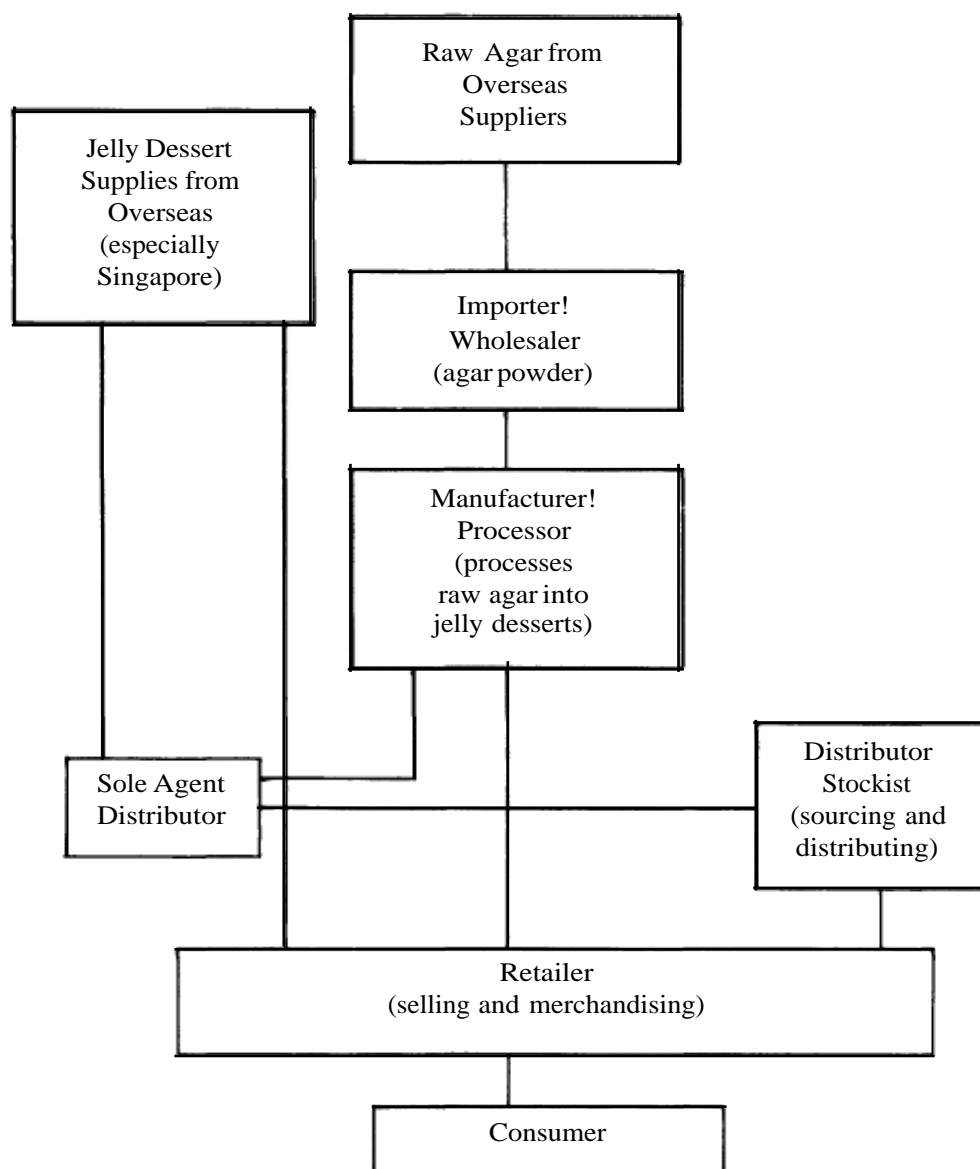 Raw Agar from
Overseas
Suppliers
Jelly Dessert
Supplies from
Overseas
(especially
Singapore)
Importer!
Wholesaler
(agar powder)
Manufacturer!
Processor
(processes
raw agar into
jelly desserts)
Sole Agent
Distributor
Distributor
Stockist
(sourcing and
distributing)
Retailer
(selling and merchandising)
Consumer